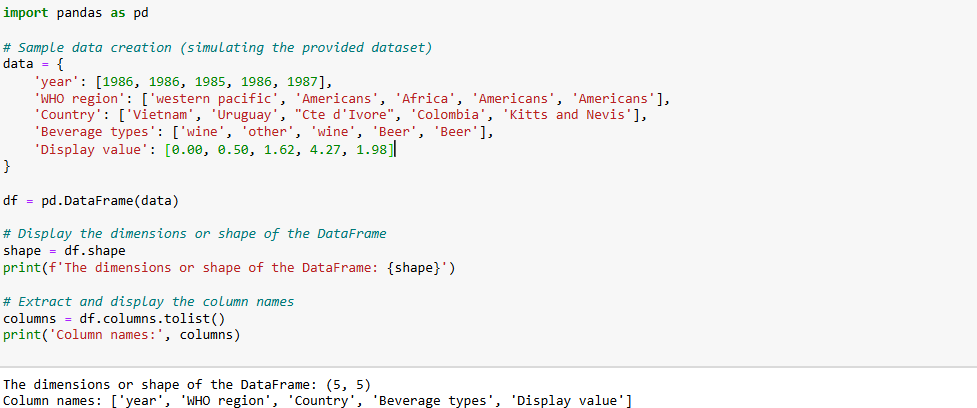 import pandas as pd
# Sample data creation (simulating the provided dataset)
data = {
    'year': [1986, 1986, 1985, 1986, 1987],
    'WHO region': ['western pacific', 'Americans', 'Africa', 'Americans', 'Americans'],
    'Country': ['Vietnam', 'Uruguay', "Cte d'Ivore", 'Colombia', 'Kitts and Nevis'],
    'Beverage types': ['wine', 'other', 'wine', 'Beer', 'Beer'],
    'Display value': [0.00, 0.50, 1.62, 4.27, 1.98]
}
df = pd.DataFrame(data)
# Display the dimensions or shape of the DataFrame
shape = df.shape
print(f'The dimensions or shape of the DataFrame: {shape}')
# Extract and display the column names
columns = df.columns.tolist()
print('Column names:', columns)
The dimensions or shape of the DataFrame: (5, 5)
Column names: ['year', 'WHO region', 'Country', 'Beverage types', 'Display value']